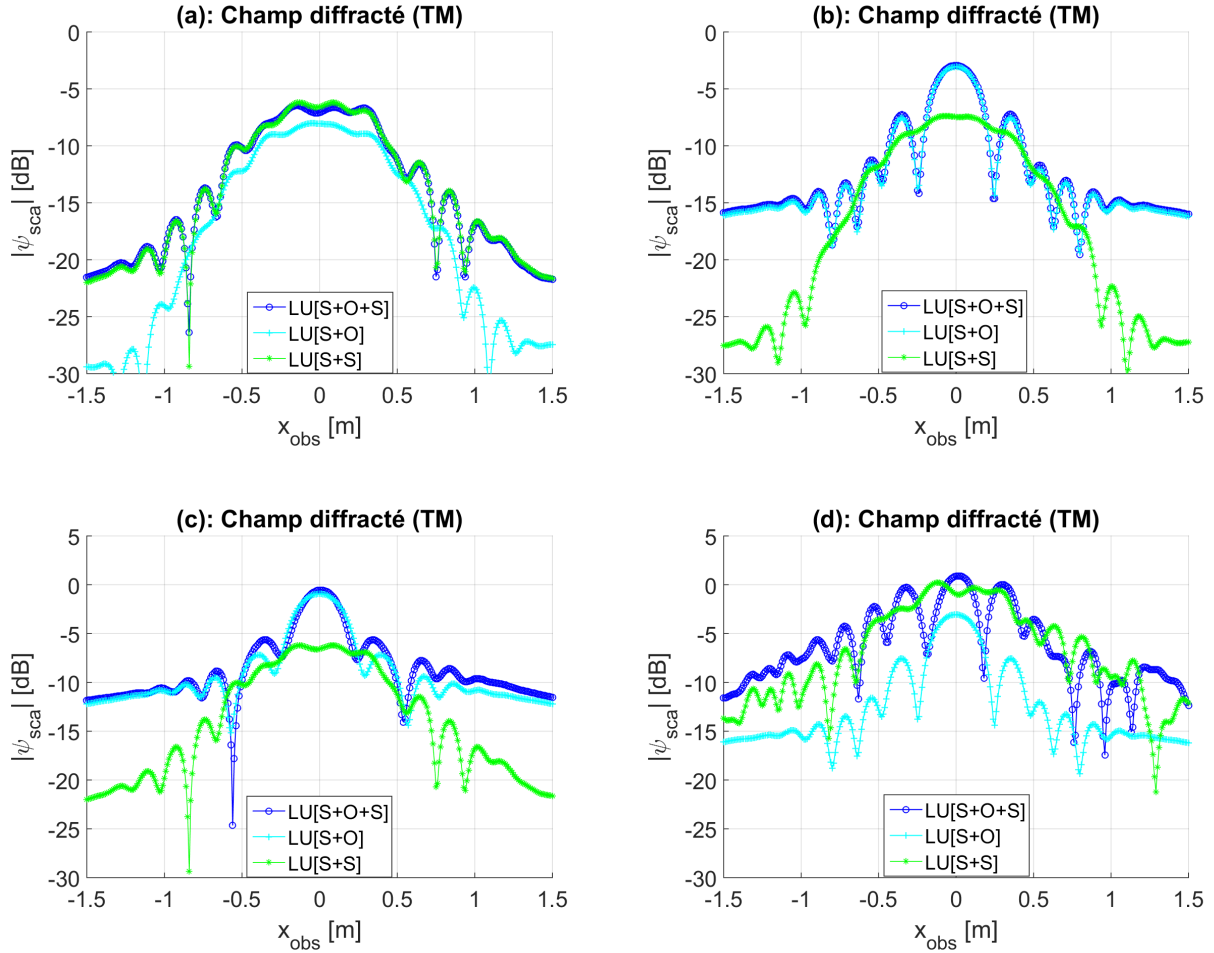 (a): Champ diffracté (TM)
0
-5
-10
-15
-20
-25
-30
|ψsca| [dB]
LU[S+O+S]
LU[S+O]
LU[S+S]
-1.5 -1 -0.5 0 0.5 1 1.5
xobs [m]
(b): Champ diffracté (TM)
0
-5
-10
-15
-20
-25
-30
|ψsca| [dB]
LU[S+O+S]
LU[S+O]
LU[S+S]
-1.5 -1 -0.5 0 0.5 1 1.5
xobs [m]
(c): Champ diffracté (TM)
5
0
-5
-10
-15
-20
-25
-30
|ψsca| [dB]
LU[S+O+S]
LU[S+O]
LU[S+S]
-1.5 -1 -0.5 0 0.5 1 1.5
xobs [m]
(d): Champ diffracté (TM)
5
0
-5
-10
-15
-20
-25
-30
|ψsca| [dB]
LU[S+O+S]
LU[S+O]
LU[S+S]
-1.5 -1 -0.5 0 0.5 1 1.5
xobs [m]